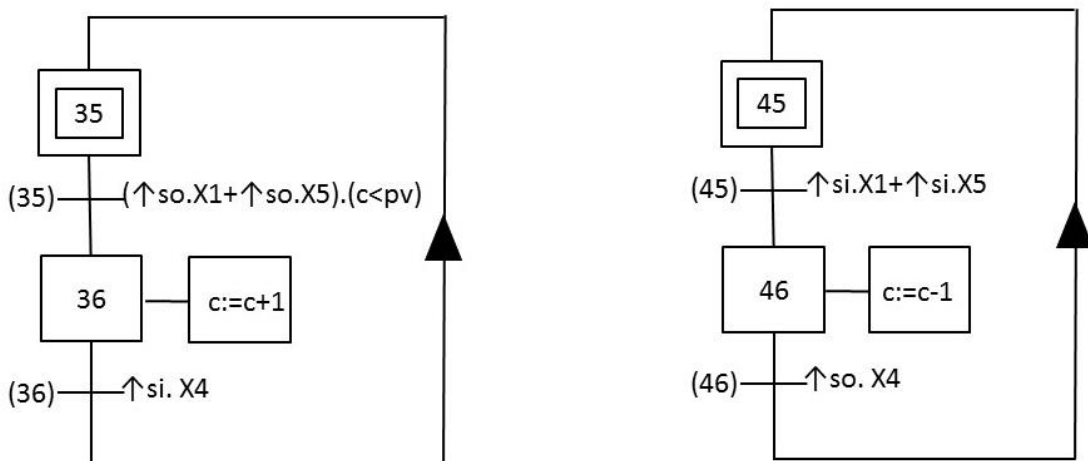 35
(35) (↑so.X1+↑so.X5).(c<pv)
36 c:=c+1
(36) ↑si. X4
45
(45) ↑si.X1+↑si.X5
46 c:=c-1
(46) ↑so. X4